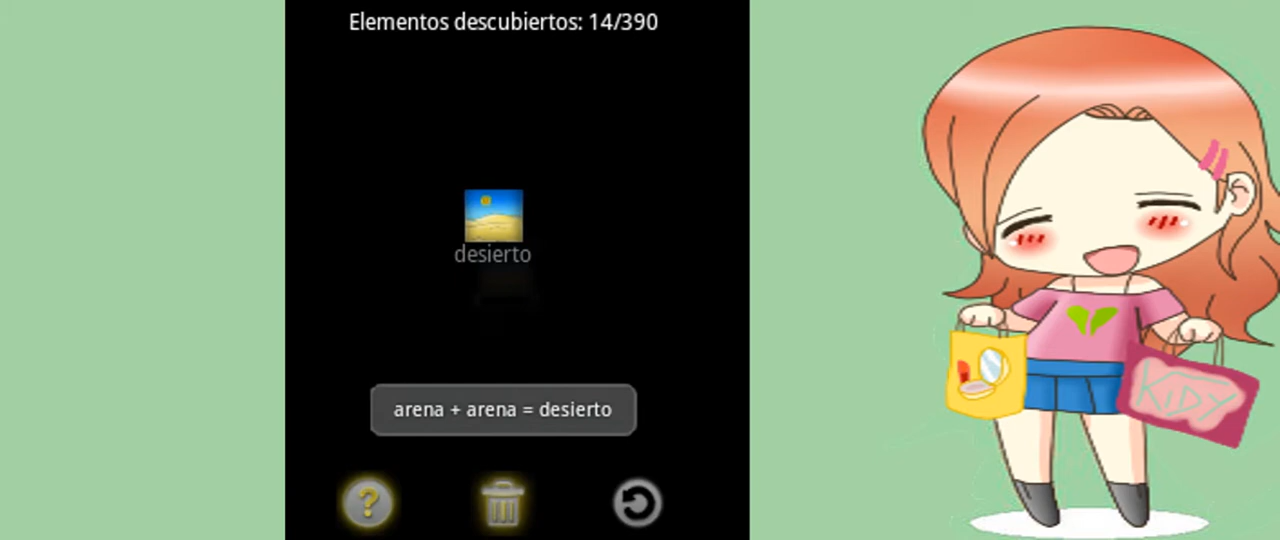 Elementos descubiertos: 14/390
desierto
arena + arena = desierto
?
KIDY